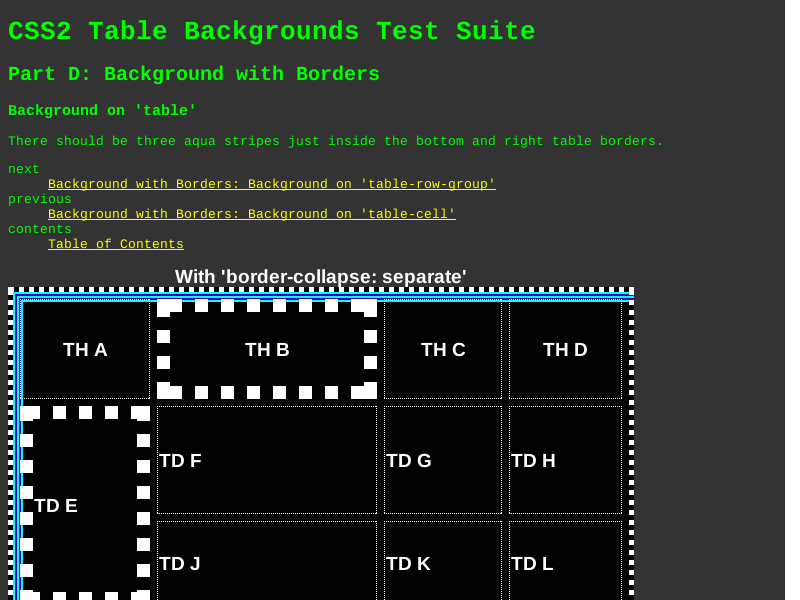 CSS2 Table Backgrounds Test Suite
Part D: Background with Borders
Background on 'table'
There should be three aqua stripes just inside the bottom and right table borders.
next
Background with Borders: Background on 'table-row-group'
previous
Background with Borders: Background on 'table-cell'
contents
Table of Contents
With 'border-collapse: separate'
TH A TH B TH C TH D
TD F TD G TD H
TD E
TD J TD K TD L